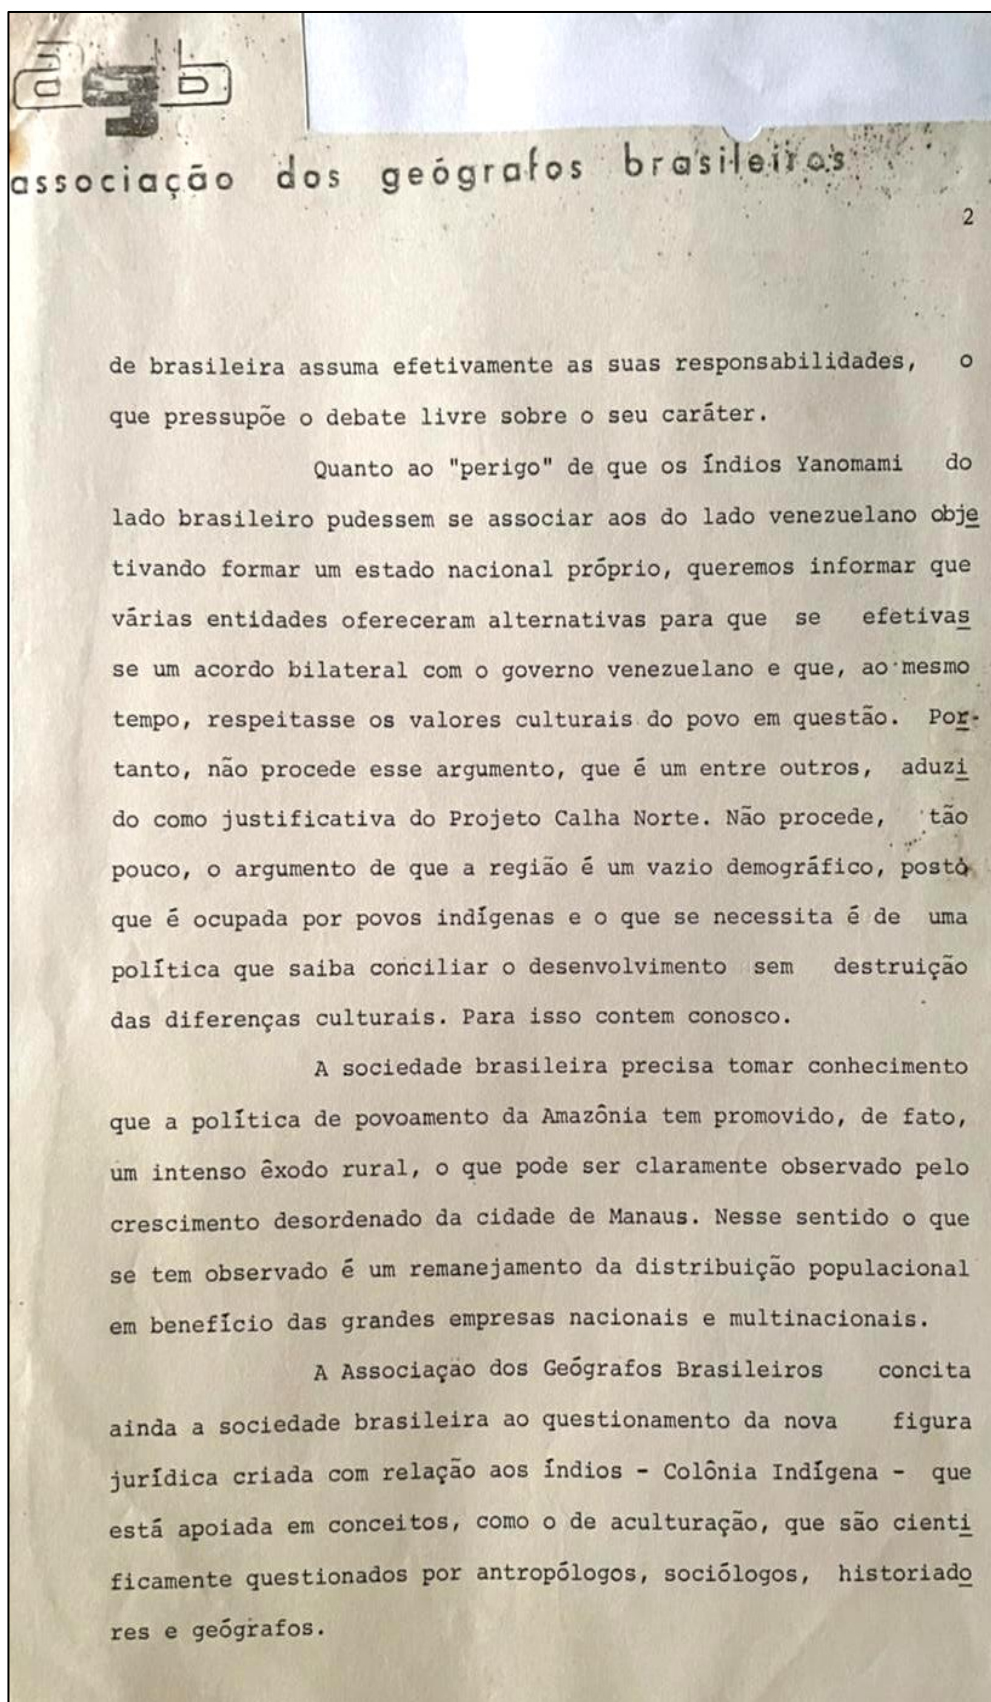 agb
associação dos geógrafos brasileiros
2
de brasileira assuma efetivamente as suas responsabilidades, o
que pressupõe o debate livre sobre o seu caráter.
Quanto ao "perigo" de que os índios Yanomami do
lado brasileiro pudessem se associar aos do lado venezuelano obje
tivando formar um estado nacional próprio, queremos informar que
várias entidades ofereceram alternativas para que se efetivas
se um acordo bilateral com o governo venezuelano e que, ao mesmo
tempo, respeitasse os valores culturais do povo em questão. Por-
tanto, não procede esse argumento, que é um entre outros, aduzi
do como justificativa do Projeto Calha Norte. Não procede, tão
pouco, o argumento de que a região é um vazio demográfico, posto
que é ocupada por povos indígenas e o que se necessita é de uma
política que saiba conciliar o desenvolvimento sem destruição
das diferenças culturais. Para isso contem conosco.
A sociedade brasileira precisa tomar conhecimento
que a política de povoamento da Amazônia tem promovido, de fato,
um intenso êxodo rural, o que pode ser claramente observado pelo
crescimento desordenado da cidade de Manaus. Nesse sentido o que
se tem observado é um remanejamento da distribuição populacional
em benefício das grandes empresas nacionais e multinacionais.
A Associação dos Geógrafos Brasileiros concita
ainda a sociedade brasileira ao questionamento da nova figura
jurídica criada com relação aos índios - Colônia Indígena - que
está apoiada em conceitos, como o de aculturação, que são cienti
ficamente questionados por antropólogos, sociólogos, historiado
res e geógrafos.